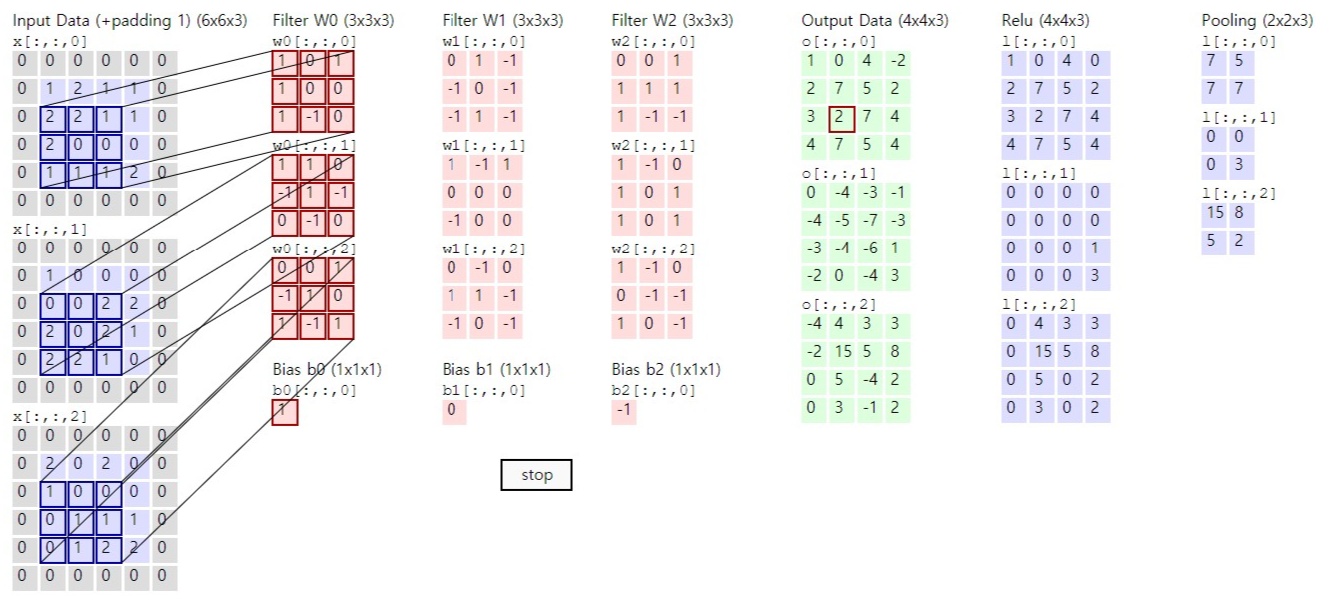 Input Data (+padding 1) (6x6x3)
x[:,:,0]
0 0 0 0 0 0
0 1 2 1 1 0
0 2 2 1 1 0
0 2 0 0 0 0
0 1 1 1 2 0
0 0 0 0 0 0
x[:,:,1]
0 0 0 0 0 0
0 1 0 0 0 0
0 0 0 2 2 0
0 2 0 2 1 0
0 2 2 1 0 0
0 0 0 0 0 0
x[:,:,2]
0 0 0 0 0 0
0 2 0 2 0 0
0 1 0 0 0 0
0 0 1 1 1 0
0 0 1 2 2 0
0 0 0 0 0 0
Filter W0 (3x3x3)
w0[:,:,0]
1 0 1
1 0 0
1 -1 0
w0[:,:,1]
1 1 0
-1 1 -1
0 -1 0
w0[:,:,2]
0 0 1
-1 1 0
1 -1 1
Bias b0 (1x1x1)
b0[:,:,0]
1
Filter W1 (3x3x3)
w1[:,:,0]
0 1 -1
-1 0 -1
-1 1 -1
w1[:,:,1]
1 -1 1
0 0 0
-1 0 0
w1[:,:,2]
0 -1 0
1 1 -1
-1 0 -1
Bias b1 (1x1x1)
b1[:,:,0]
0
Filter W2 (3x3x3)
w2[:,:,0]
0 0 1
1 1 1
1 -1 -1
w2[:,:,1]
1 -1 0
1 0 1
1 0 1
w2[:,:,2]
1 -1 0
0 -1 -1
1 0 -1
Bias b2 (1x1x1)
b2[:,:,0]
-1
stop
Output Data (4x4x3)
o[:,:,0]
1 0 4 -2
2 7 5 2
3 2 7 4
4 7 5 4
o[:,:,1]
0 -4 -3 -1
-4 -5 -7 -3
-3 -4 -6 1
-2 0 -4 3
o[:,:,2]
-4 4 3 3
-2 15 5 8
0 5 -4 2
0 3 -1 2
Relu (4x4x3)
l[:,:,0]
1 0 4 0
2 7 5 2
3 2 7 4
4 7 5 4
l[:,:,1]
0 0 0 0
0 0 0 0
0 0 0 1
0 0 0 3
l[:,:,2]
0 4 3 3
0 15 5 8
0 5 0 2
0 3 0 2
Pooling (2x2x3)
l[:,:,0]
7 5
7 7
l[:,:,1]
0 0
0 3
l[:,:,2]
15 8
5 2